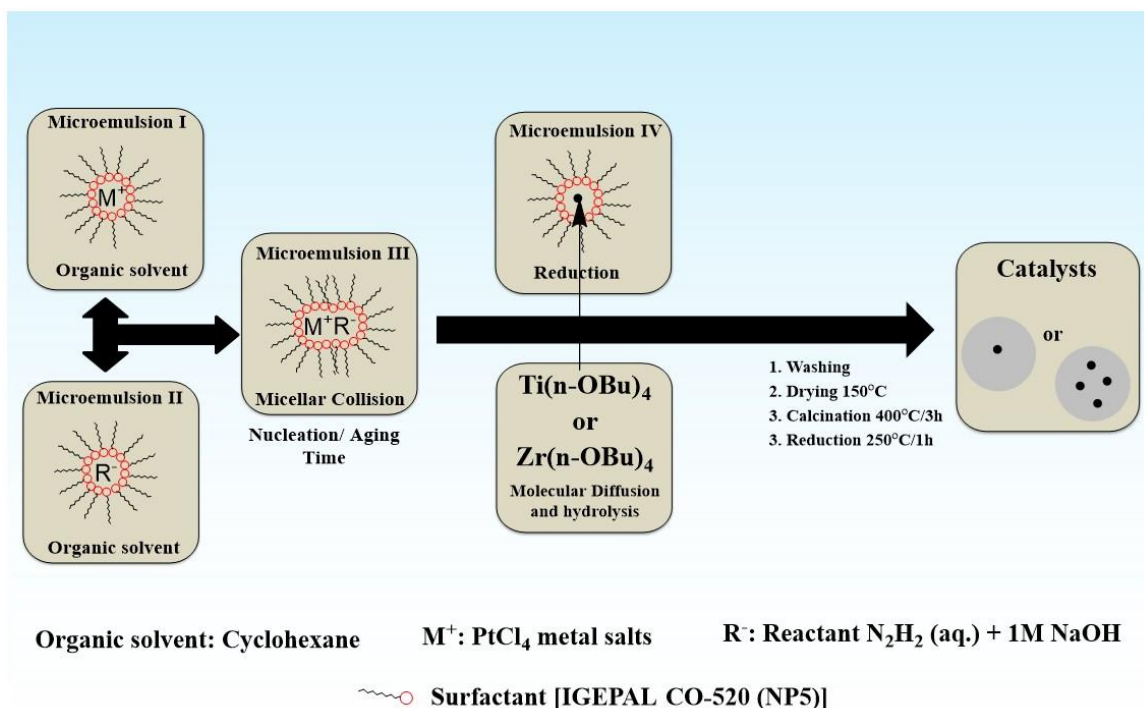 Microemulsion I
M⁺
Organic solvent
Microemulsion II
R⁻
Organic solvent
Microemulsion III
M⁺R⁻
Micellar Collision
Nucleation/ Aging
Time
Microemulsion IV
Reduction
Ti(n-OBu)₄
or
Zr(n-OBu)₄
Molecular Diffusion
and hydrolysis
1. Washing
2. Drying 150°C
3. Calcination 400°C/3h
3. Reduction 250°C/1h
Catalysts
or
Organic solvent: Cyclohexane
M⁺: PtCl₄ metal salts
R⁻: Reactant N₂H₂ (aq.) + 1M NaOH
Surfactant [IGEPAL CO-520 (NP5)]